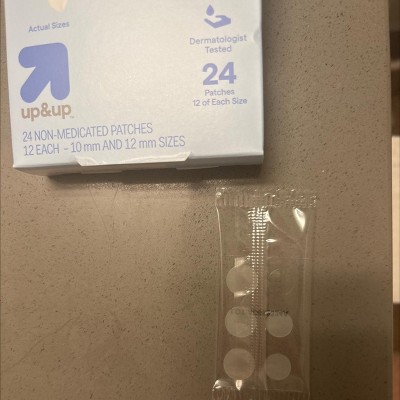 Actual Sizes
Dermatologist
Tested
24
Patches
12 of Each Size
up&up™
24 NON-MEDICATED PATCHES
12 EACH – 10 mm AND 12 mm SIZES